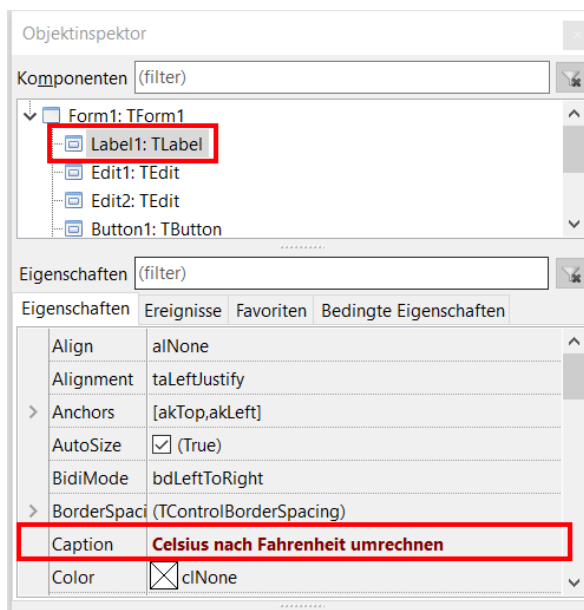 Objektinspektor
Komponenten (filter)
Form1: TForm1
Label1: TLabel
Edit1: TEdit
Edit2: TEdit
Button1: TButton
Eigenschaften (filter)
Eigenschaften Ereignisse Favoriten Bedingte Eigenschaften
Align alNone
Alignment taLeftJustify
Anchors [akTop,akLeft]
AutoSize (True)
BidiMode bdLeftToRight
BorderSpaci (TControlBorderSpacing)
Caption Celsius nach Fahrenheit umrechnen
Color clNone